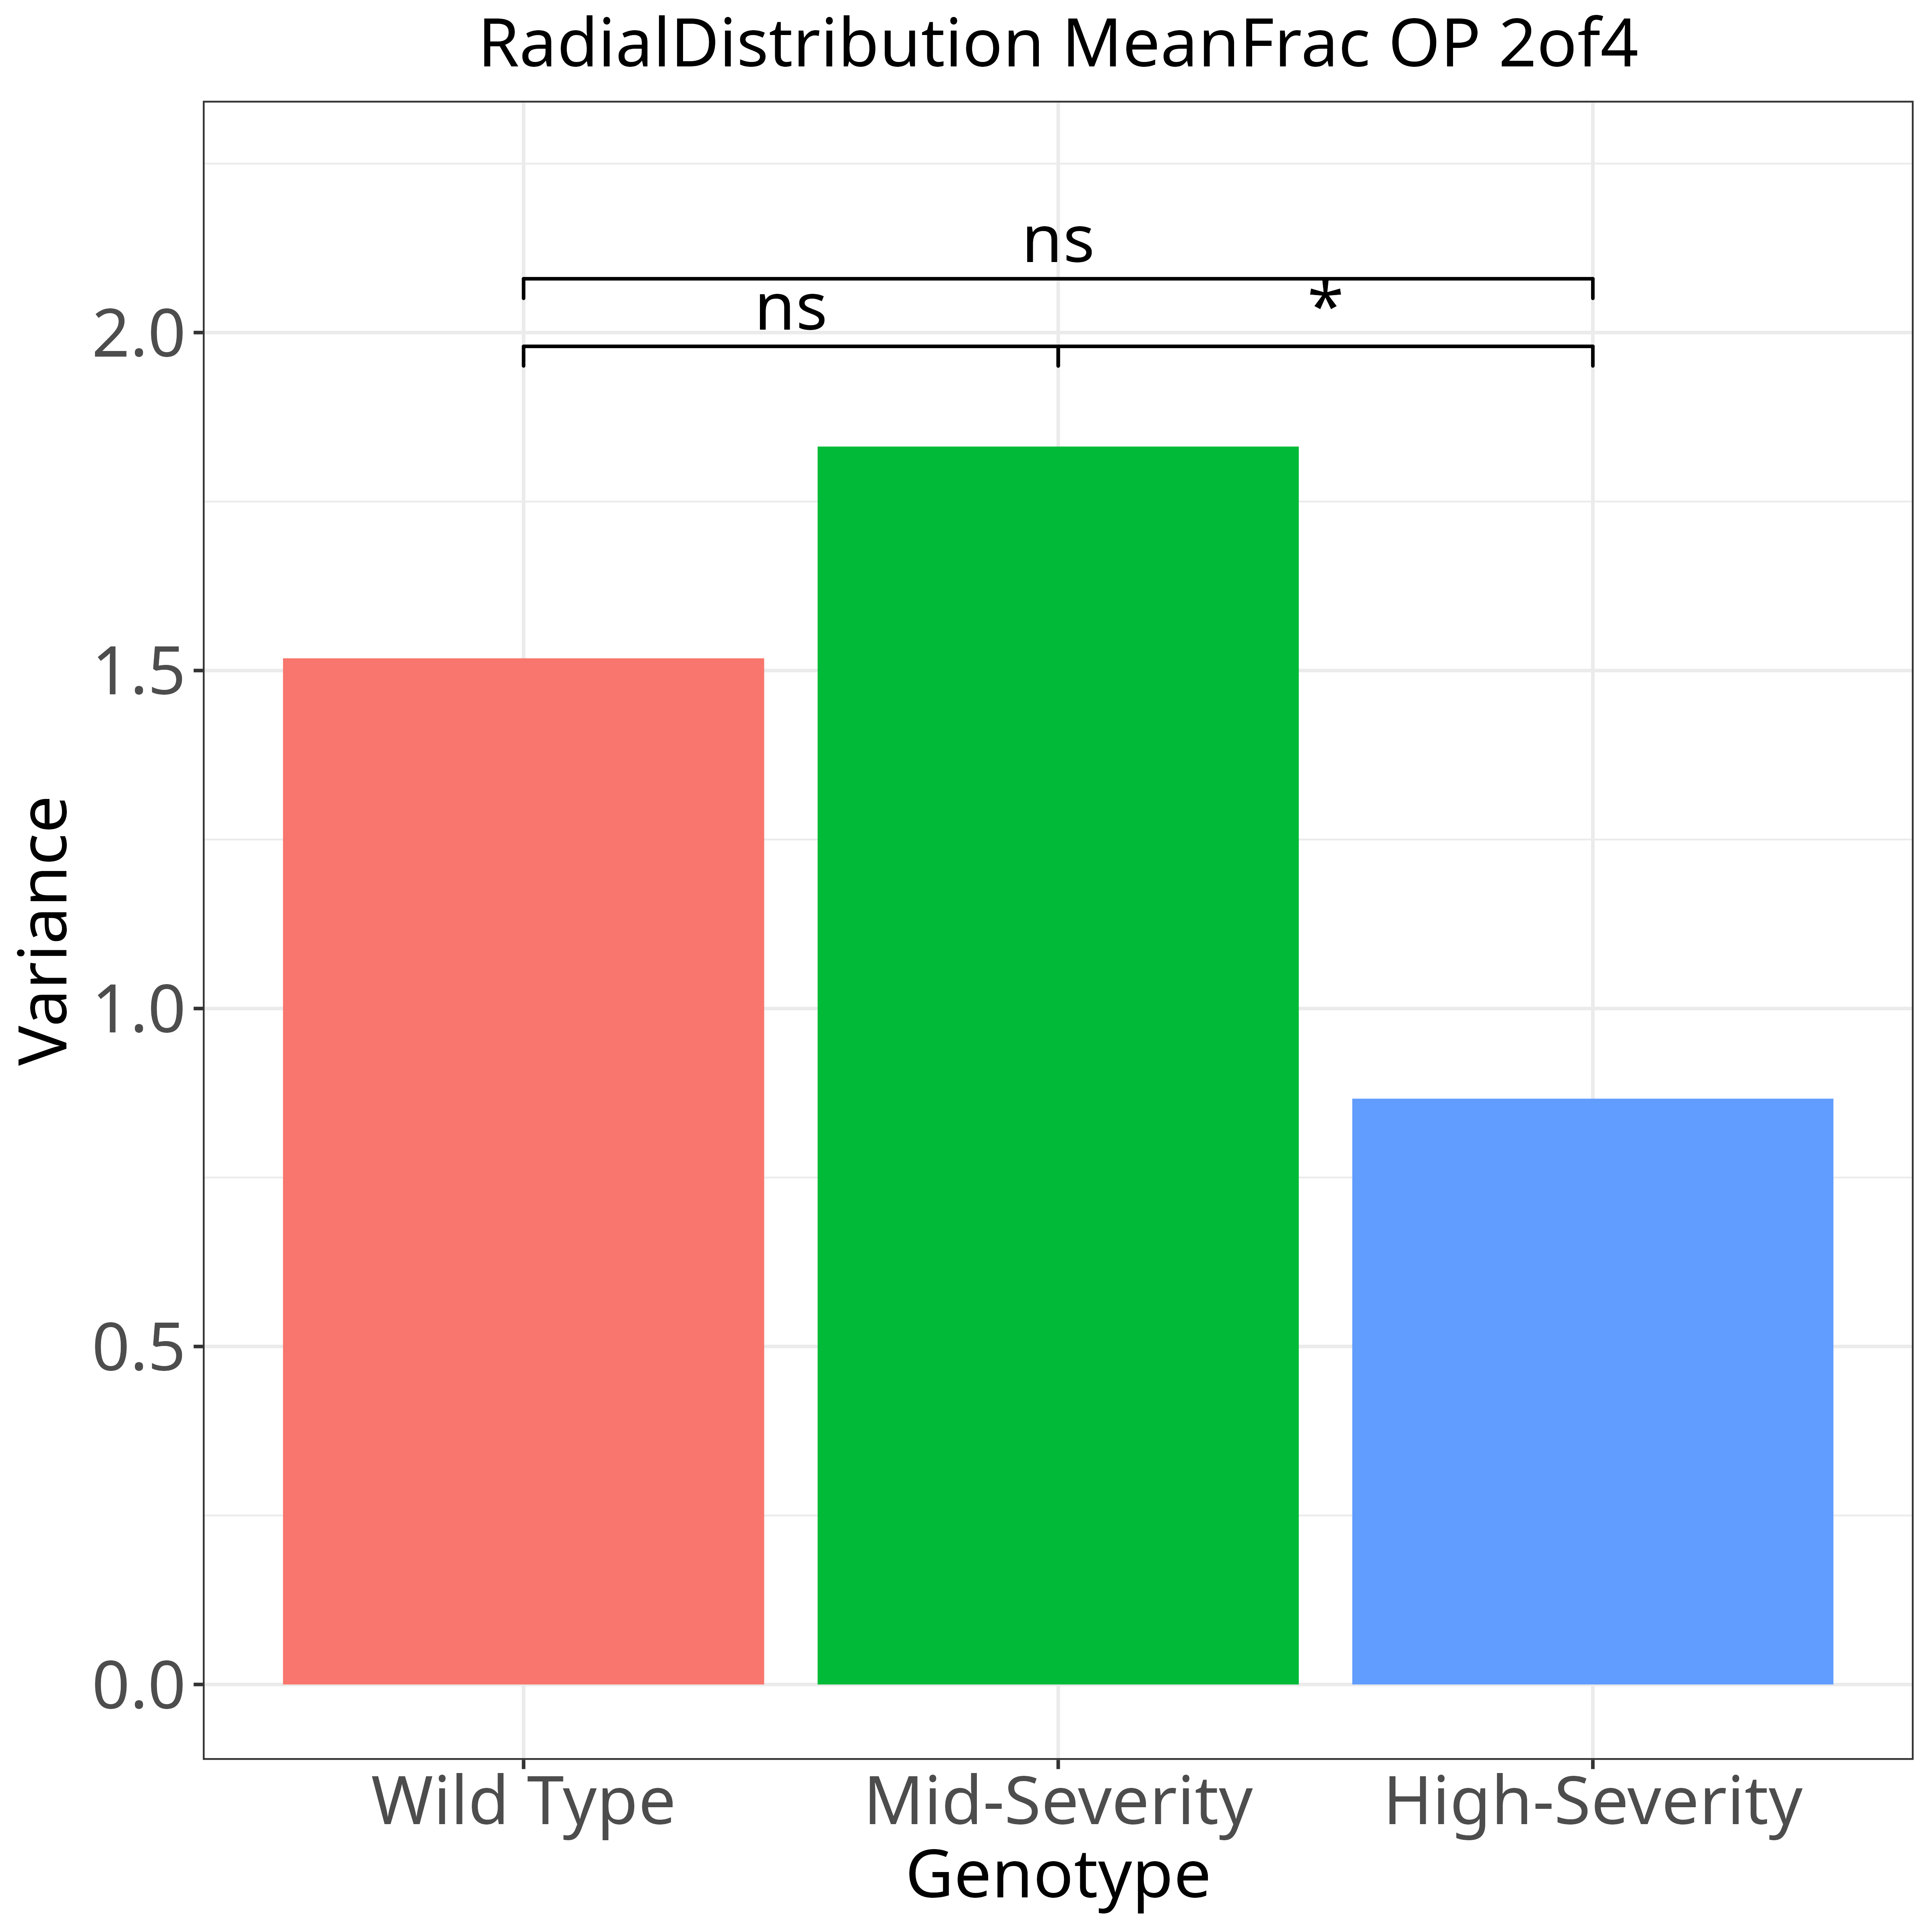 RadialDistribution MeanFrac OP 2of4
ns
ns *
2.0
1.5
1.0
0.5
0.0
Variance
Wild Type Mid-Severity High-Severity
Genotype